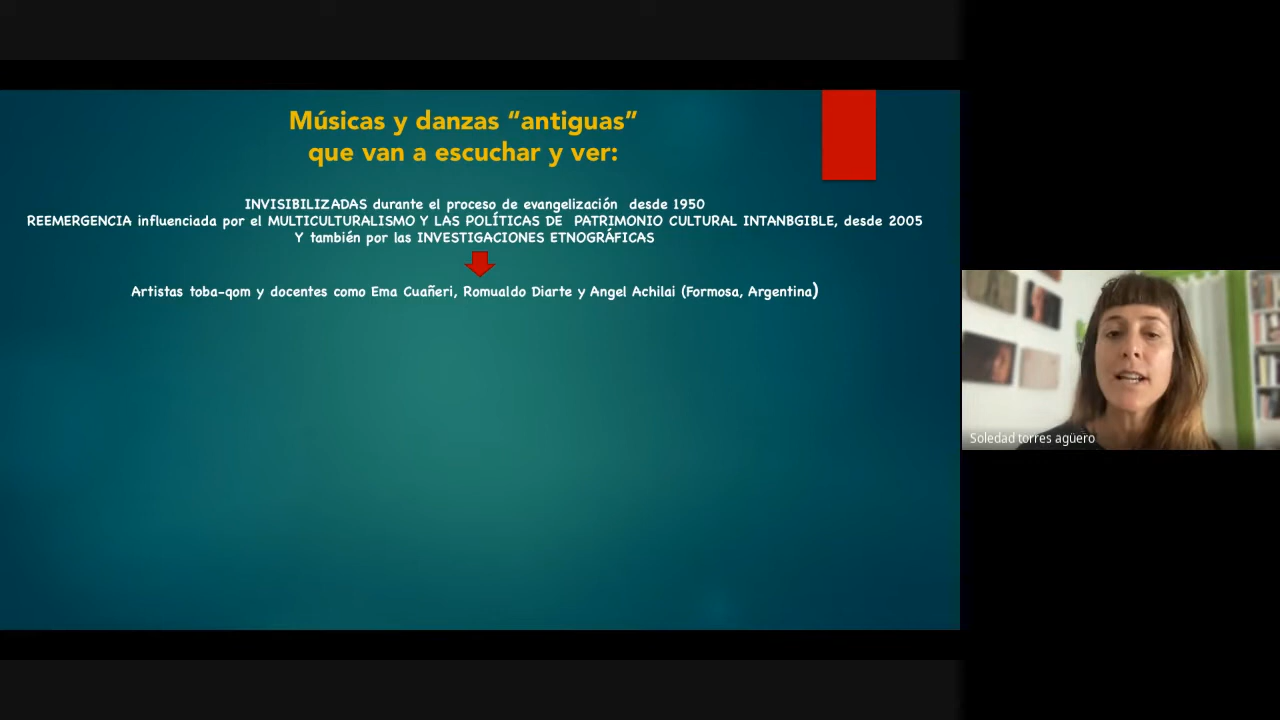 Músicas y danzas “antiguas”
que van a escuchar y ver:
INVISIBILIZADAS durante el proceso de evangelización desde 1950
REEMERGENCIA influenciada por el MULTICULTURALISMO Y LAS POLÍTICAS DE PATRIMONIO CULTURAL INTANBGIBLE, desde 2005
Y también por las INVESTIGACIONES ETNOGRÁFICAS
Artistas toba-qom y docentes como Ema Cuañeri, Romualdo Diarte y Angel Achilai (Formosa, Argentina)
Soledad torres agüero